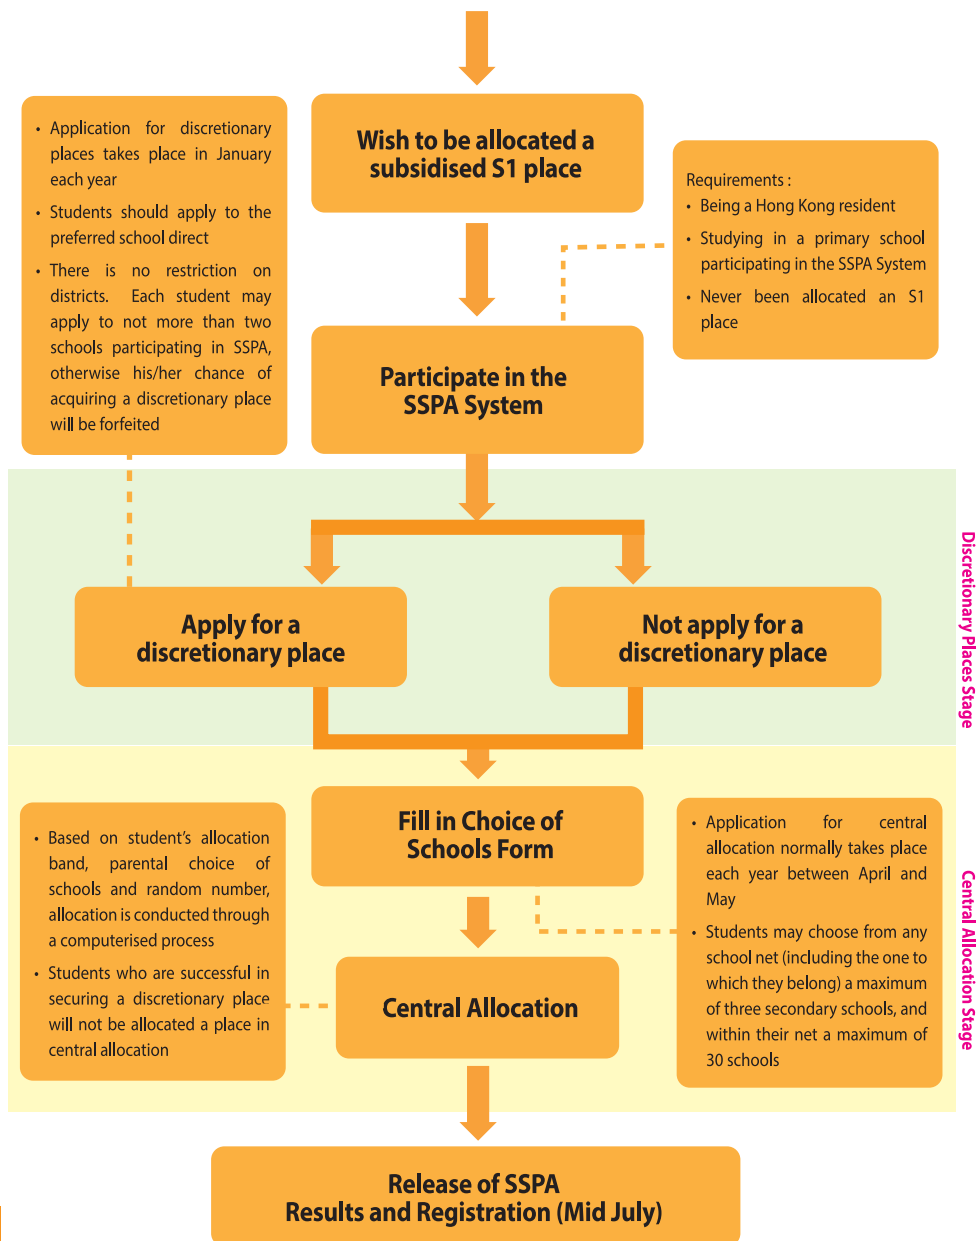 Wish to be allocated a
subsidised S1 place
• Application for discretionary
places takes place in January
each year
• Students should apply to the
preferred school direct
• There is no restriction on
districts. Each student may
apply to not more than two
schools participating in SSPA,
otherwise his/her chance of
acquiring a discretionary place
will be forfeited
Requirements :
• Being a Hong Kong resident
• Studying in a primary school
participating in the SSPA System
• Never been allocated an S1
place
Participate in the
SSPA System
Discretionary Places Stage
Apply for a
discretionary place
Not apply for a
discretionary place
Central Allocation Stage
Fill in Choice of
Schools Form
• Application for central
allocation normally takes place
each year between April and
May
• Students may choose from any
school net (including the one to
which they belong) a maximum
of three secondary schools, and
within their net a maximum of
30 schools
• Based on student's allocation
band, parental choice of
schools and random number,
allocation is conducted through
a computerised process
• Students who are successful in
securing a discretionary place
will not be allocated a place in
central allocation
Central Allocation
Release of SSPA
Results and Registration (Mid July)